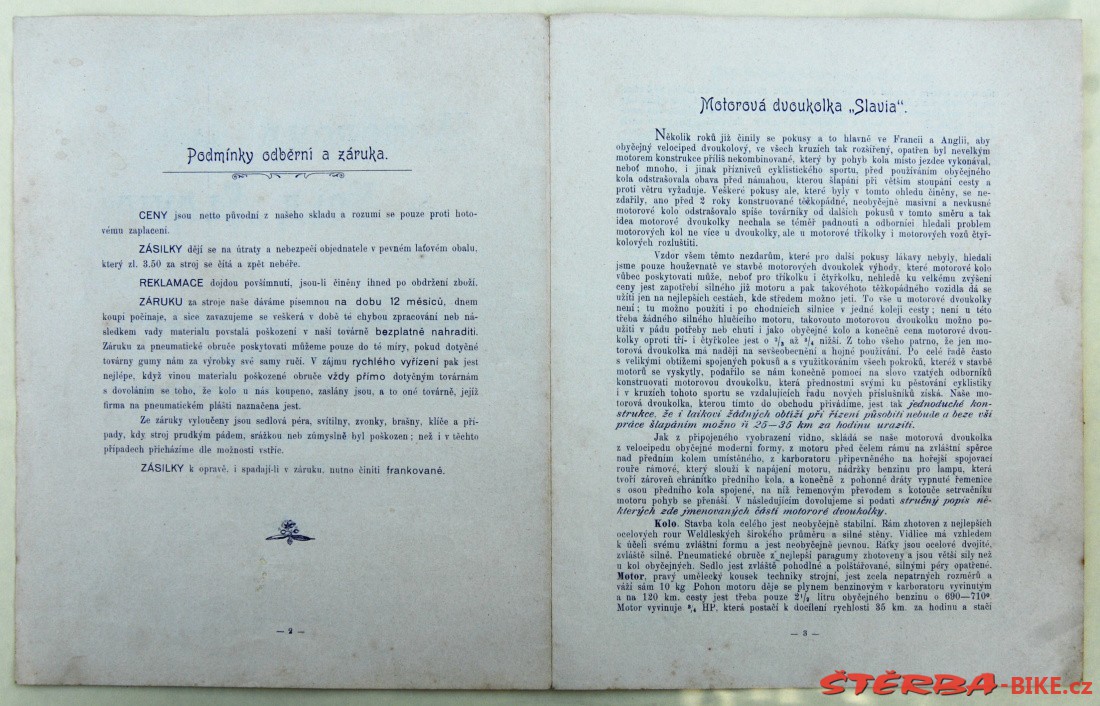 Podmínky odběrní a záruka.
CENY jsou netto původní z našeho skladu a rozumí se pouze proti hoto-
vému zaplacení.
ZÁSILKY dějí se na útraty a nebezpečí objednatele v pevném laťovém obalu,
který zl. 3.50 za stroj se čítá a zpět nebéře.
REKLAMACE dojdou povšimnutí, jsou-li činěny ihned po obdržení zboží.
ZÁRUKU za stroje naše dáváme písemnou na dobu 12 měsíců, dnem
koupí počínaje, a sice zavazujeme se veškerá v době té chybou zpracování neb ná-
sledkem vady materialu povstalá poškození v naší továrně bezplatně nahraditi.
Záruku za pneumatické obruče poskytovati můžeme pouze do té míry, pokud dotyčné
továrny gumy nám za výrobky své samy ručí. V zájmu rychlého vyřízení pak jest
nejlépe, když vinou materialu poškozené obruče vždy přímo dotyčným továrnám
s dovoláním se toho, že kolo u nás koupeno, zaslány jsou, a to oné továrně, jejíž
firma na pneumatickém plášti naznačena jest.
Ze záruky vyloučeny jsou sedlová péra, svítilny, zvonky, brašny, klíče a pří-
pady, kdy stroj prudkým pádem, srážkou neb zúmyslně byl poškozen; než i v těchto
případech přicházíme dle možnosti vstříc.
ZÁSILKY k opravě, i spadají-li v záruku, nutno činiti frankované.
— 2 —
Motorová dvoukolka „Slavia“.
Několik roků již činily se pokusy a to hlavně ve Francii a Anglii, aby
obyčejný velociped dvoukolový, ve všech kruzích tak rozšířený, opatřen byl nevelkým
motorem konstrukce příliš nekombinované, který by pohyb kola místo jezdce vykonával,
neboť mnoho, i jinak příznivců cyklistického sportu, před používáním obyčejného
kola odstrašovala obava před námahou, kterou šlapání při větším stoupání cesty a
proti větru vyžaduje. Veškeré pokusy ale, které byly v tomto ohledu činěny, se ne-
zdařily, ano před 2 roky konstruované těžkopádné, neobyčejně masivní a nevkusné
motorové kolo odstrašovalo spíše továrníky od dalších pokusů v tomto směru a tak
idea motorové dvoukolky nechala se téměř padnouti a odborníci hledali problem
motorových kol ne více u dvoukolky, ale u motorové tříkolky i motorových vozů čtyř-
kolových rozluštiti.
Vzdor všem těmto nezdarům, které pro další pokusy lákavy nebyly, hledali
jsme pouze houževnatě ve stavbě motorových dvoukolek výhody, které motorové kolo
vůbec poskytovati může, neboť pro tříkolku i čtyřkolku, nehledě ku velkému zvýšení
ceny jest zapotřebí silného již motoru a pak takovéhoto těžkopádného vozidla dá se
užíti jen na nejlepších cestách, kde středem možno jeti. To vše u motorové dvoukolky
není; tu možno použiti i po chodnících silnice v jedné koleji cesty; není u této
třeba žádného silného hlučícího motoru, takovouto motorovou dvoukolku možno po-
užiti v pádu potřeby neb chuti i jako obyčejné kolo a konečně cena motorové dvou-
kolky oproti tří- i čtyřkolce jest o až nižší. Z toho všeho patrno, že jen mo-
torová dvoukolka má naději na sevšeobecnění a hojné používání. Po celé řadě často
s velikými obtížemi spojených pokusů a s využitkováním všech pokroků, kteréž v stavbě
motorů se vyskytly, podařilo se nám konečně pomocí na slovo vzatých odborníků
konstruovati motorovou dvoukolku, která přednostmi svými ku pěstování cyklistiky
i v kruzích tohoto sportu se vzdalujících řadu nových příslušníků získá. Naše mo-
torová dvoukolka, kterou tímto do obchodu přivádíme, jest tak jednoduché kon-
strukce, že i laikovi žádných obtíží při řízení působiti nebude a beze vší
práce šlapáním možno jí 25—35 km za hodinu uraziti.
Jak z připojeného vyobrazení vidno, skládá se naše motorová dvoukolka
z velocipedu obyčejné moderní formy, z motoru před čelem rámu na zvláštní spěrce
nad předním kolem umístěného, z karboratoru připevněného na hořejší spojovací
rouře rámové, který slouží k napájení motoru, nádržky benzinu pro lampu, která
tvoří zároveň chránítko předního kola, a konečně z pohonné dráty vypnuté řemenice
s osou předního kola spojené, na níž řemenovým převodem s kotouče setrvačníku
motoru pohyb se přenáší. V následujícím dovolujeme si podati stručný popis ně-
kterých zde jmenovaných částí motororé dvoukolky.
Kolo. Stavba kola celého jest neobyčejně stabilní. Rám zhotoven z nejlepších
ocelových rour Weldleských širokého průměru a silné stěny. Vidlice má vzhledem
k účeli svému zvláštní formu a jest neobyčejně pevnou. Ráfky jsou ocelové dvojité,
zvláště silné. Pneumatické obruče z nejlepší paragumy zhotoveny a jsou větší síly než
u kol obyčejných. Sedlo jest zvláště pohodlné a polštářované, silnými péry opatřené.
Motor, pravý umělecký kousek techniky strojní, jest zcela nepatrných rozměrů a
váží sám 10 kg Pohon motoru děje se plynem benzinovým v karboratoru vyvinutým
a na 120 km. cesty jest třeba pouze 2½ litru obyčejného benzinu o 690—710°.
Motor vyvinuje ¾ HP, která postačí k docílení rychlosti 35 km. za hodinu a stačí
— 3 —
ŠTĚRBA-BIKE.cz